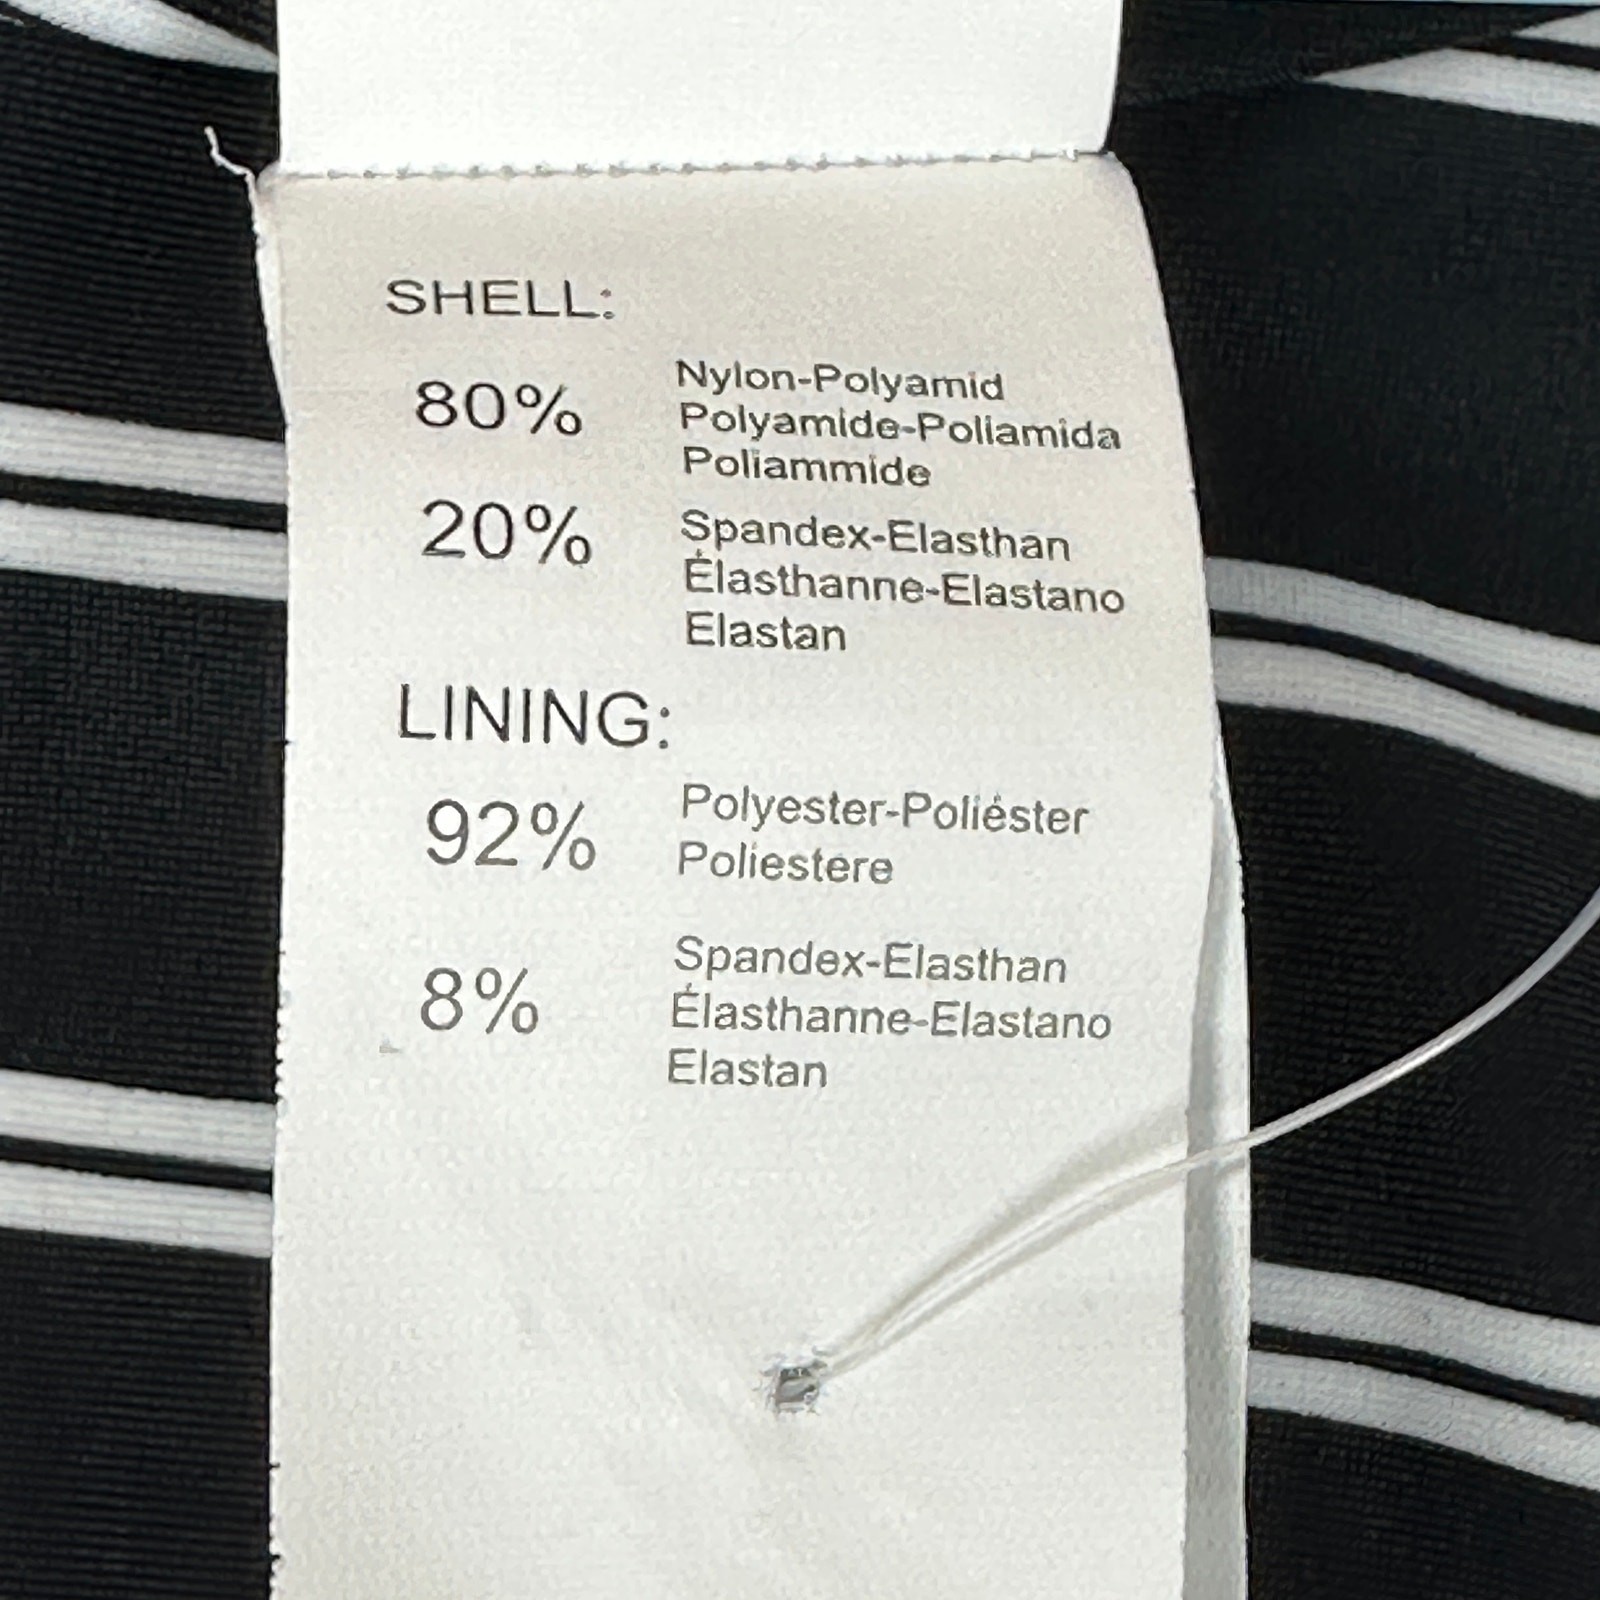 SHELL:
80% Nylon-Polyamid
Polyamide-Poliamida
Poliammide
20% Spandex-Elasthan
Élasthanne-Elastano
Elastan
LINING:
92% Polyester-Poliéster
Poliestere
8% Spandex-Elasthan
Élasthanne-Elastano
Elastan